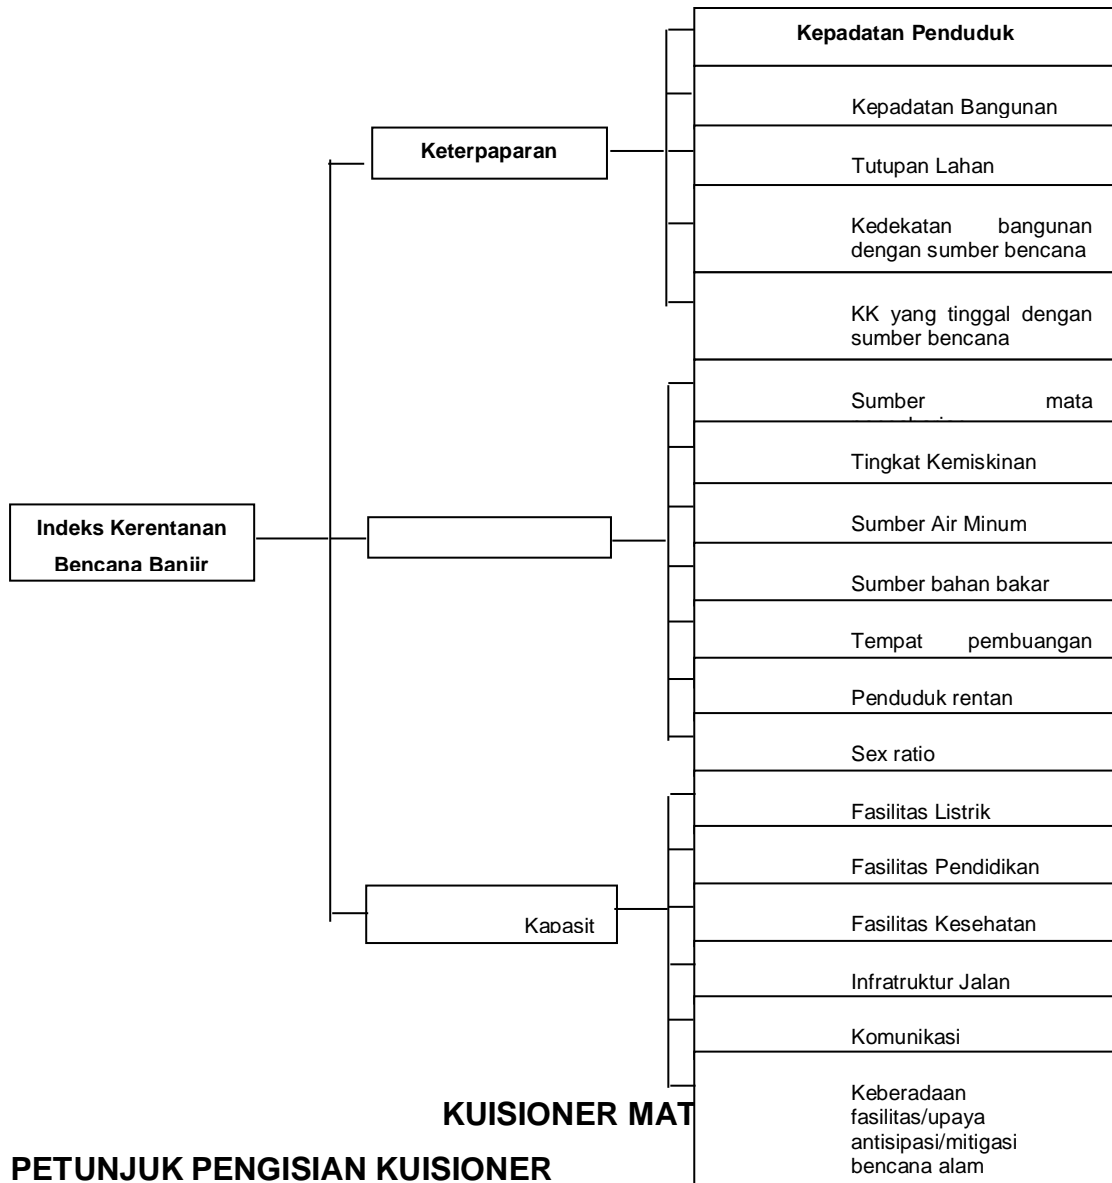 Kepadatan Penduduk
Kepadatan Bangunan
Tutupan Lahan
Kedekatan bangunan
dengan sumber bencana
KK yang tinggal dengan
sumber bencana
Keterpaparan
Sumber mata
Tingkat Kemiskinan
Sumber Air Minum
Sumber bahan bakar
Tempat pembuangan
Penduduk rentan
Sex ratio
Indeks Kerentanan
Bencana Banjir
Fasilitas Listrik
Fasilitas Pendidikan
Fasilitas Kesehatan
Infratruktur Jalan
Komunikasi
Keberadaan
fasilitas/upaya
antisipasi/mitigasi
bencana alam
Kapasit
KUISIONER MAT
PETUNJUK PENGISIAN KUISIONER